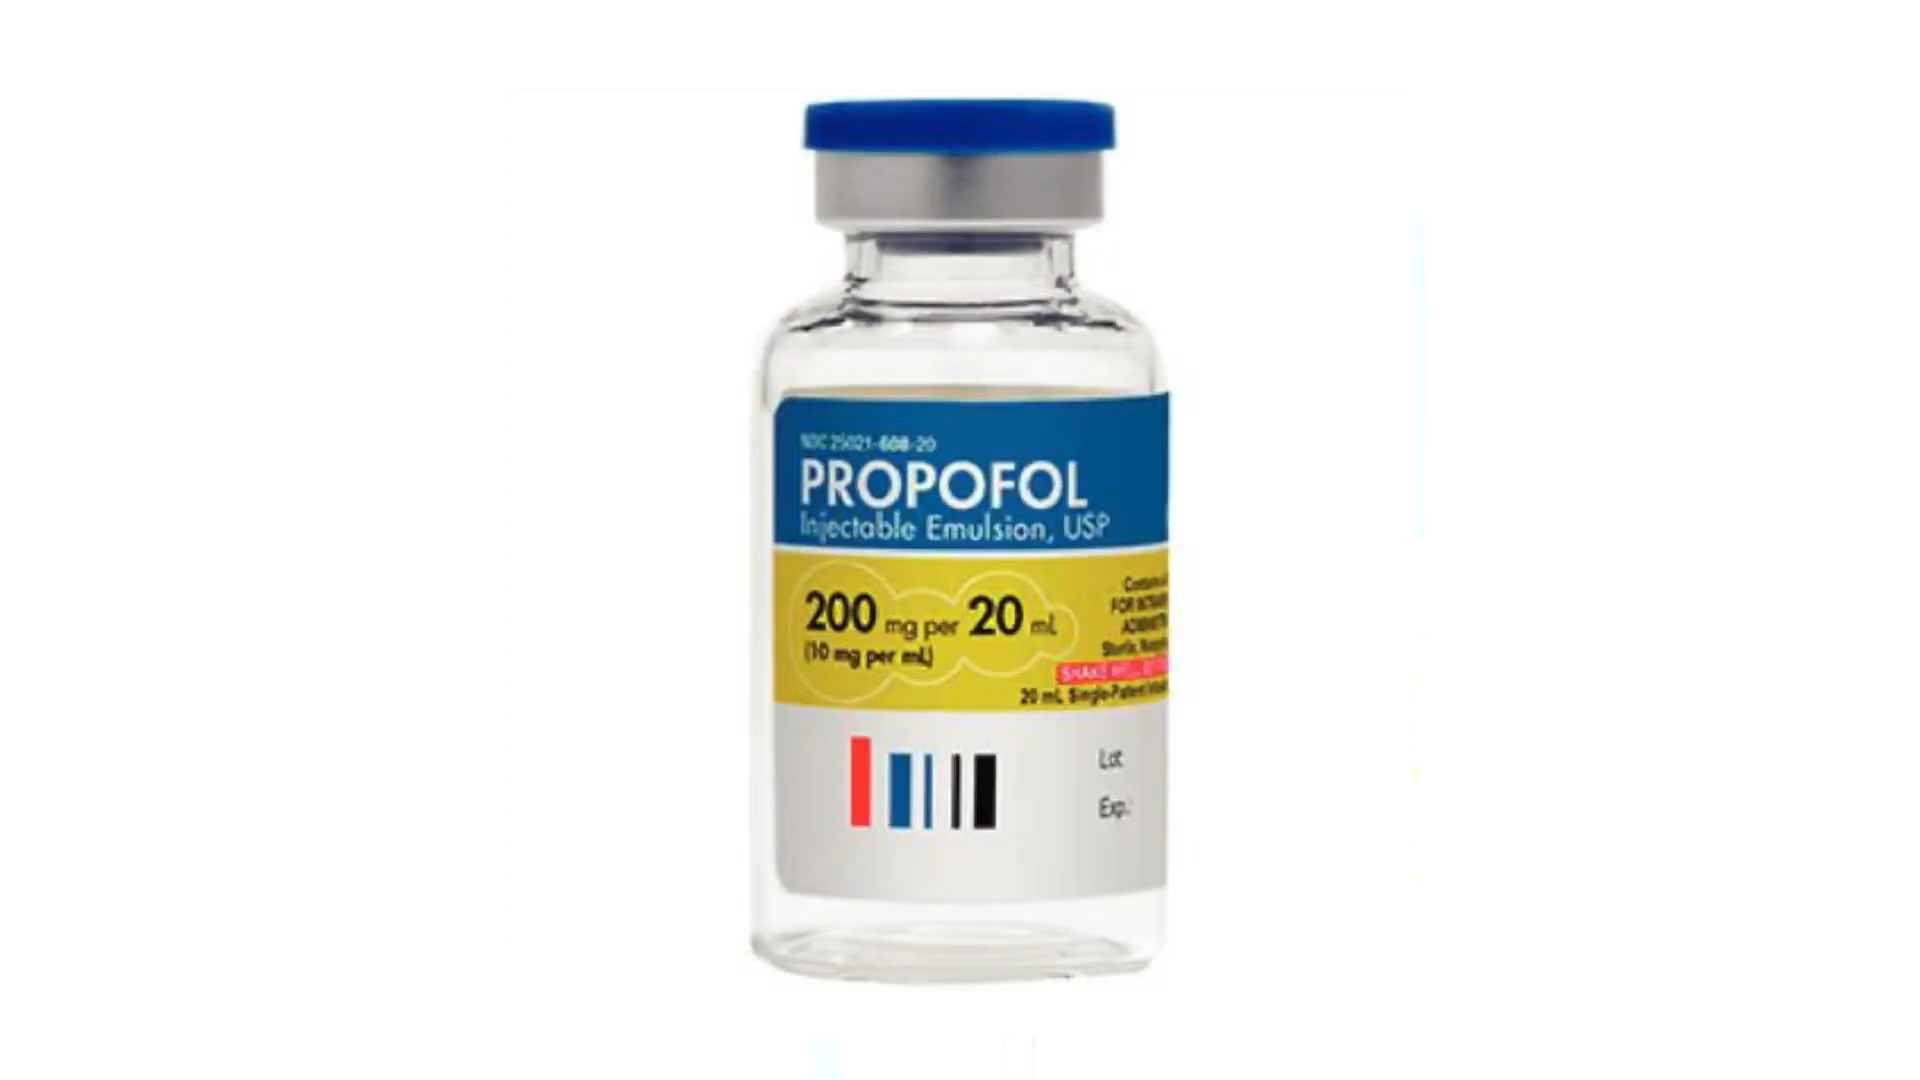 NDC 25021-608-20
PROPOFOL
Injectable Emulsion, USP
200 mg per 20 mL
(10 mg per mL)
FOR
20 mL Single-Patient
Lot
Exp.: